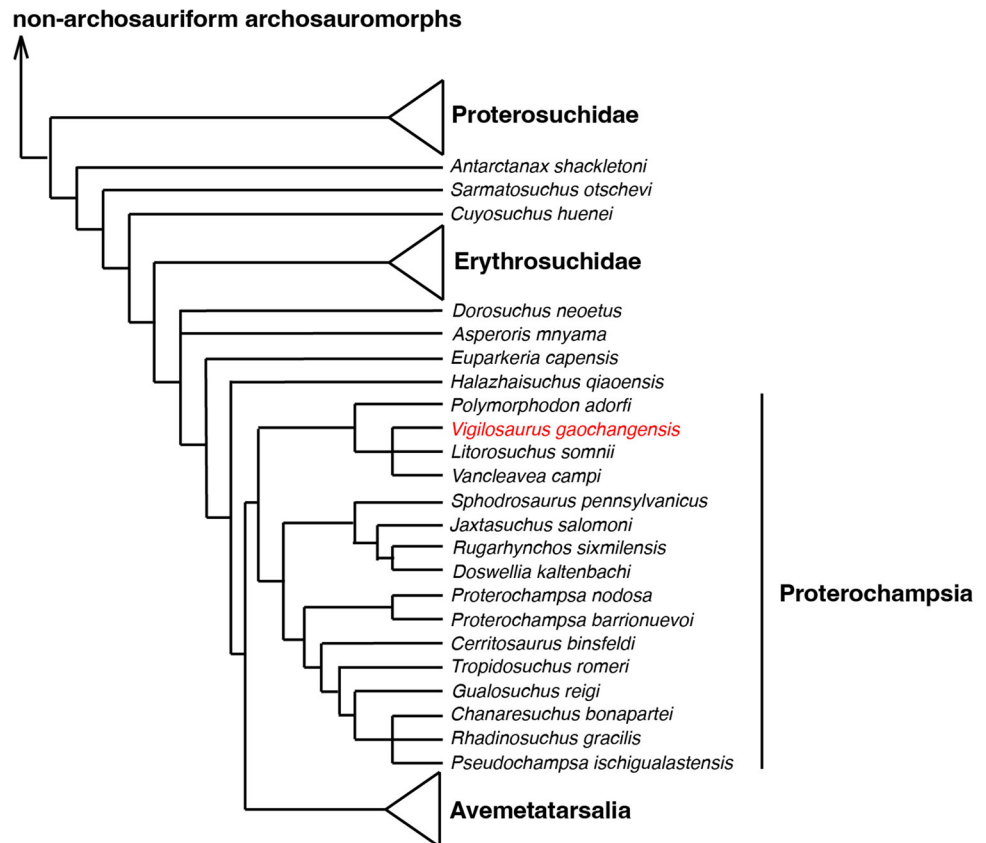 non-archosauriform archosauromorphs
Proterosuchidae
Antarctanax shackletoni
Sarmatosuchus otschevi
Cuyosuchus huenei
Erythrosuchidae
Dorosuchus neoetus
Asperoris mnyama
Euparkeria capensis
Halazhaisuchus qiaoensis
Polymorphodon adorfi
Vigilosaurus gaochangensis
Litorosuchus somnii
Vancleavea campi
Sphodrosaurus pennsylvanicus
Jaxtasuchus salomoni
Rugarhynchos sixmilensis
Doswellia kaltenbachi
Proterochampsia
Proterochampsa nodosa
Proterochampsa barrionuevoi
Cerritosaurus binsfeldi
Tropidosuchus romeri
Gualosuchus reigi
Chanaresuchus bonapartei
Rhadinosuchus gracilis
Pseudochampsa ischigualastensis
Avemetatarsalia